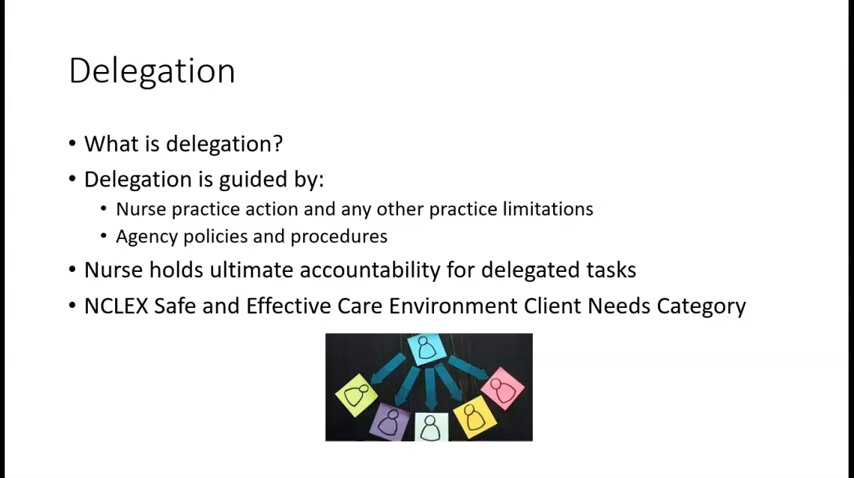 Delegation
• What is delegation?
• Delegation is guided by:
• Nurse practice action and any other practice limitations
• Agency policies and procedures
• Nurse holds ultimate accountability for delegated tasks
• NCLEX Safe and Effective Care Environment Client Needs Category